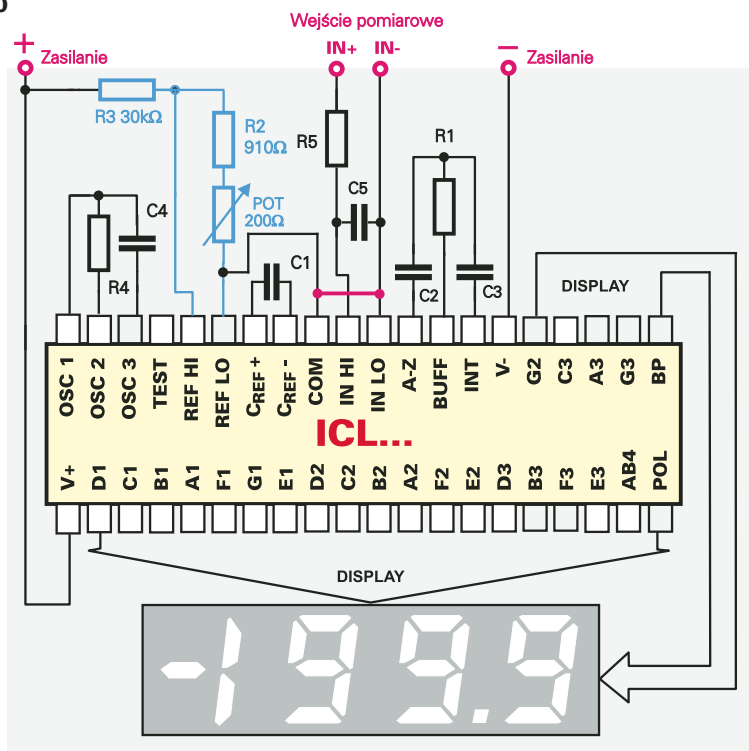 Wejście pomiarowe
+
Zasilanie
IN+ IN-
–
Zasilanie
R3 30kΩ
R2
910Ω
R5
R1
C5
POT
200Ω
C4
R4
C1
C2
C3
DISPLAY
OSC 1
OSC 2
OSC 3
TEST
REF HI
REF LO
CREF +
CREF -
COM
IN HI
IN LO
A-Z
BUFF
INT
V-
G2
C3
A3
G3
BP
ICL...
V+
D1
C1
B1
A1
F1
G1
E1
D2
C2
B2
A2
F2
E2
D3
B3
F3
E3
AB4
POL
DISPLAY
-199.9